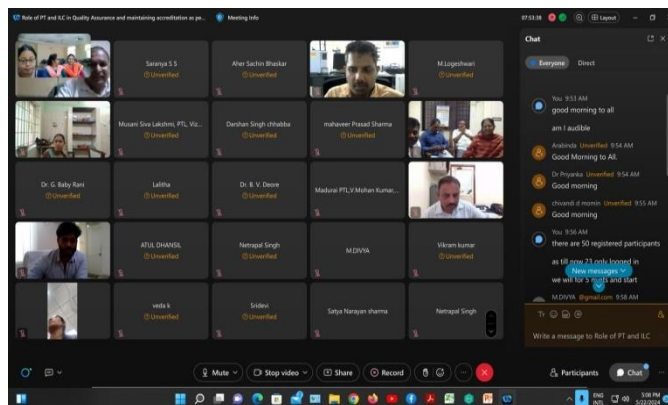 Role of PT and ILC in Quality Assurance and maintaining accreditation as pe...
Meeting Info
07:53:39
Layout
Saranya S S
Unverified
Aher Sachin Bhaskar
Unverified
M.Logeshwari
Unverified
Musani Siva Lakshmi, PTL, Viz...
Unverified
Darshan Singh chhabba
Unverified
mahaveer Prasad Sharma
Unverified
Dr. G. Baby Rani
Unverified
Lalitha
Unverified
Dr. B. V. Deore
Unverified
Madurai PTL,V.Mohan Kumar,...
ATUL DHANSIL
Unverified
Netrapal Singh
Unverified
M.DIVYA
Vikram kumar
Unverified
veda k
Unverified
Sridevi
Unverified
Satya Narayan sharma
Netrapal Singh
Chat
Everyone
Direct
You 9:53 AM
good morning to all
am I audible
Arabinda Unverified 9:54 AM
Good Morning to All.
Dr Priyanka Unverified 9:54 AM
Good morning
chivandi d momin Unverified 9:55 AM
Good morning
You 9:56 AM
there are 50 registered participants
as till now 23 only logged in
we will for 5 mints and start
New messages
M.DIVYA @gmail.com 9:58 AM
Write a message to Role of PT and ILC
Mute
Stop video
Share
Record
Participants
Chat
ENG
INTL
5:08 PM
5/22/2024